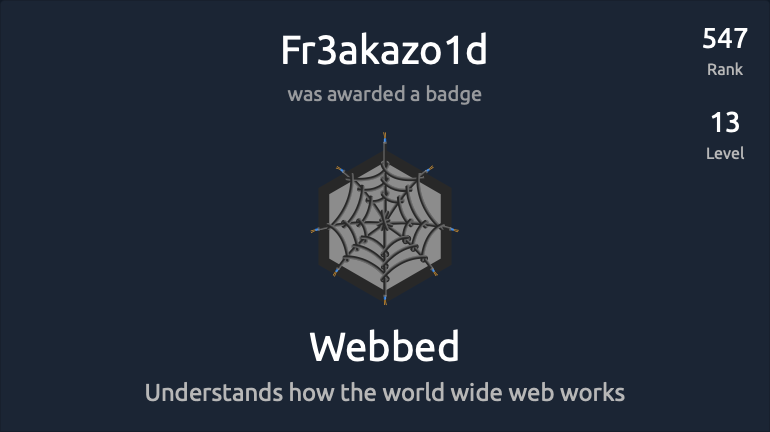 Fr3akazo1d
was awarded a badge
547
Rank
13
Level
Webbed
Understands how the world wide web works